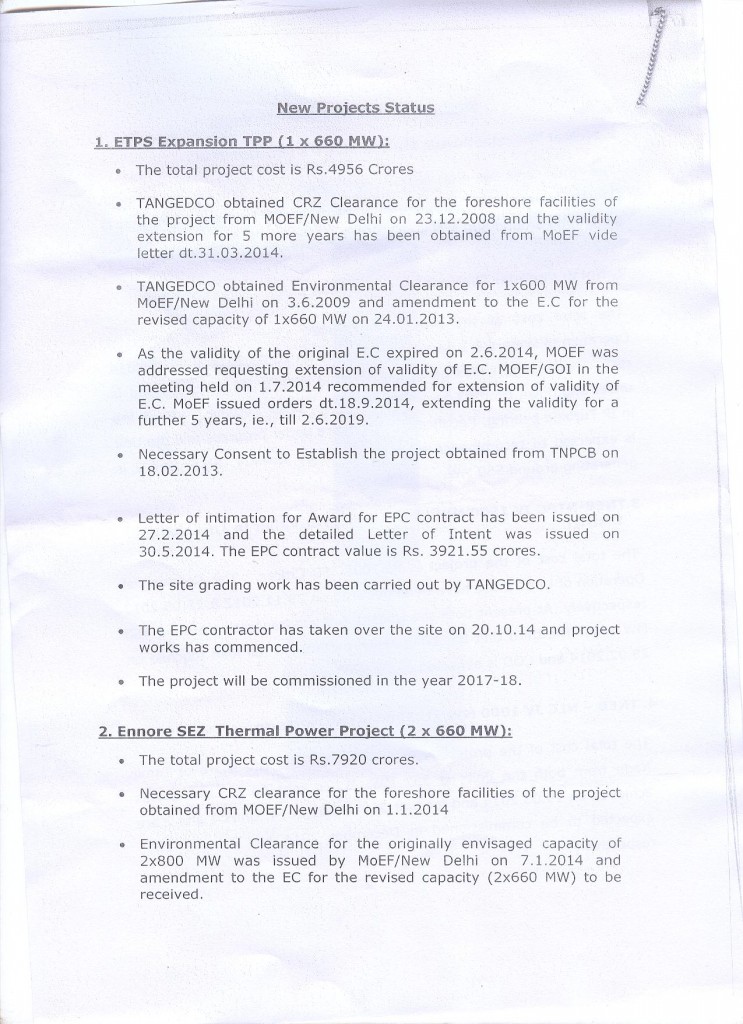 New Projects Status
1. ETPS Expansion TPP (1 x 660 MW):
• The total project cost is Rs.4956 Crores
• TANGEDCO obtained CRZ Clearance for the foreshore facilities of
the project from MOEF/New Delhi on 23.12.2008 and the validity
extension for 5 more years has been obtained from MoEF vide
letter dt.31.03.2014.
• TANGEDCO obtained Environmental Clearance for 1x600 MW from
MoEF/New Delhi on 3.6.2009 and amendment to the E.C for the
revised capacity of 1x660 MW on 24.01.2013.
• As the validity of the original E.C expired on 2.6.2014, MOEF was
addressed requesting extension of validity of E.C. MOEF/GOI in the
meeting held on 1.7.2014 recommended for extension of validity of
E.C. MoEF issued orders dt.18.9.2014, extending the validity for a
further 5 years, ie., till 2.6.2019.
• Necessary Consent to Establish the project obtained from TNPCB on
18.02.2013.
• Letter of intimation for Award for EPC contract has been issued on
27.2.2014 and the detailed Letter of Intent was issued on
30.5.2014. The EPC contract value is Rs. 3921.55 crores.
• The site grading work has been carried out by TANGEDCO.
• The EPC contractor has taken over the site on 20.10.14 and project
works has commenced.
• The project will be commissioned in the year 2017-18.
2. Ennore SEZ Thermal Power Project (2 x 660 MW):
• The total project cost is Rs.7920 crores.
• Necessary CRZ clearance for the foreshore facilities of the project
obtained from MOEF/New Delhi on 1.1.2014
• Environmental Clearance for the originally envisaged capacity of
2x800 MW was issued by MoEF/New Delhi on 7.1.2014 and
amendment to the EC for the revised capacity (2x660 MW) to be
received.